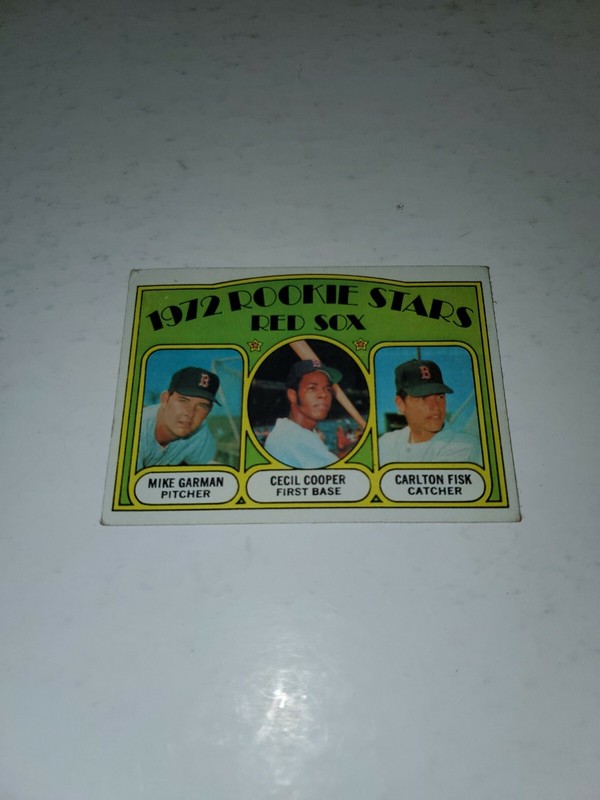 1972 ROOKIE STARS
RED SOX
B
B
MIKE GARMAN
PITCHER
CECIL COOPER
FIRST BASE
CARLTON FISK
CATCHER